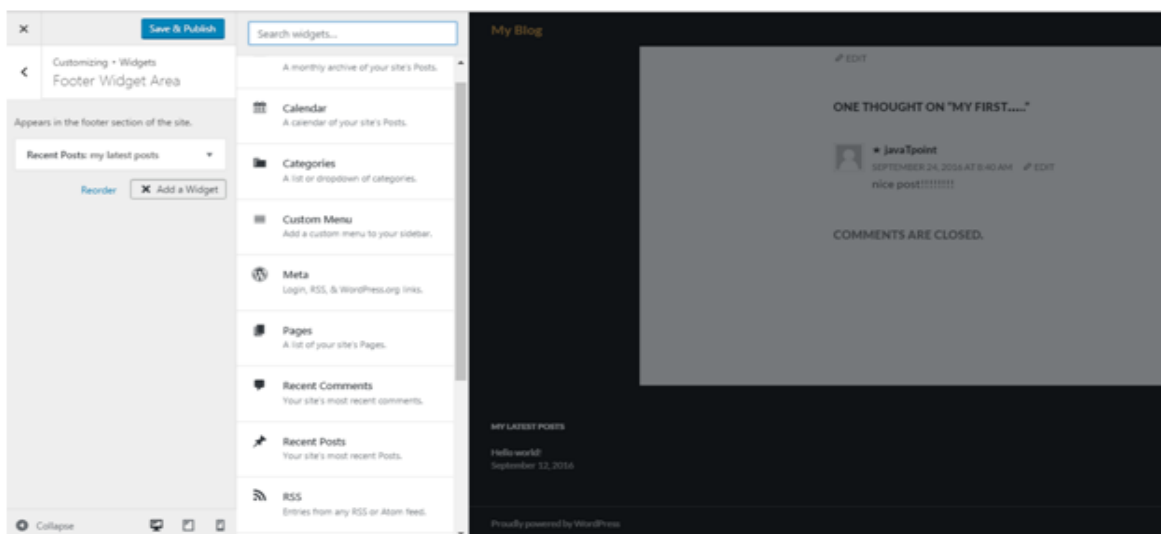 Save & Publish
Customizing • Widgets
Footer Widget Area
Appears in the footer section of the site.
Recent Posts: my latest posts
Reorder
Add a Widget
Collapse
Search widgets...
A monthly archive of your site's Posts.
Calendar
A calendar of your site's Posts.
Categories
A list or dropdown of categories.
Custom Menu
Add a custom menu to your sidebar.
Meta
Login, RSS, & WordPress.org links.
Pages
A list of your site's Pages.
Recent Comments
Your site's most recent comments.
Recent Posts
Your site's most recent Posts.
RSS
Entries from any RSS or Atom feed.
My Blog
EDIT
ONE THOUGHT ON "MY FIRST......"
javaTpoint
SEPTEMBER 24, 2016 AT 8:40 AM EDIT
nice post!!!!!!!!!
COMMENTS ARE CLOSED.
MY LATEST POSTS
Hello world!
September 12, 2016
Proudly powered by WordPress